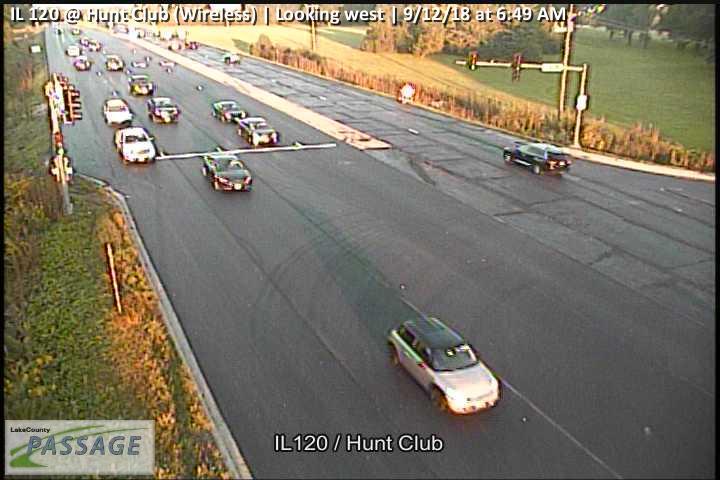 IL 120 @ Hunt Club (Wireless) | Looking west | 9/12/18 at 6:49 AM
LakeCounty
PASSAGE
IL120 / Hunt Club